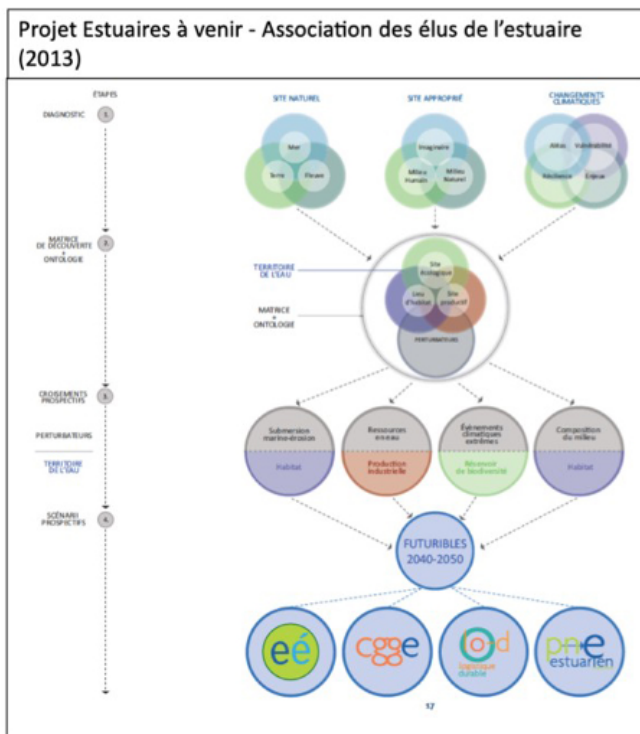 Projet Estuaires à venir - Association des élus de l'estuaire
(2013)
ÉTAPES
SITE NATUREL
SITE APPROPRIÉ
CHANGEMENTS
CLIMATIQUES
DIAGNOSTIC
1.
Mer
Terre
Fleuve
Imaginaire
Milieu
Humain
Milieu
Naturel
Aléas
Vulnérabilité
Résilience
Enjeux
MATRICE
DE DÉCOUVERTE
+
ONTOLOGIE
2.
TERRITOIRE
DE L'EAU
MATRICE
+
ONTOLOGIE
Site
écologique
Lieu
d'habitat
Site
productif
PERTURBATEURS
CROISEMENTS
PROSPECTIFS
3.
PERTURBATEURS
TERRITOIRE
DE L'EAU
Submersion
marine-érosion
Habitat
Ressources
en eau
Production
industrielle
Évènements
climatiques
extrêmes
Réservoir
de biodiversité
Composition
du milieu
Habitat
SCÉNARII
PROSPECTIFS
4.
FUTURIBLES
2040-2050
eé
cgge
lo-d
logistique
durable
pn-e
estuarien
17